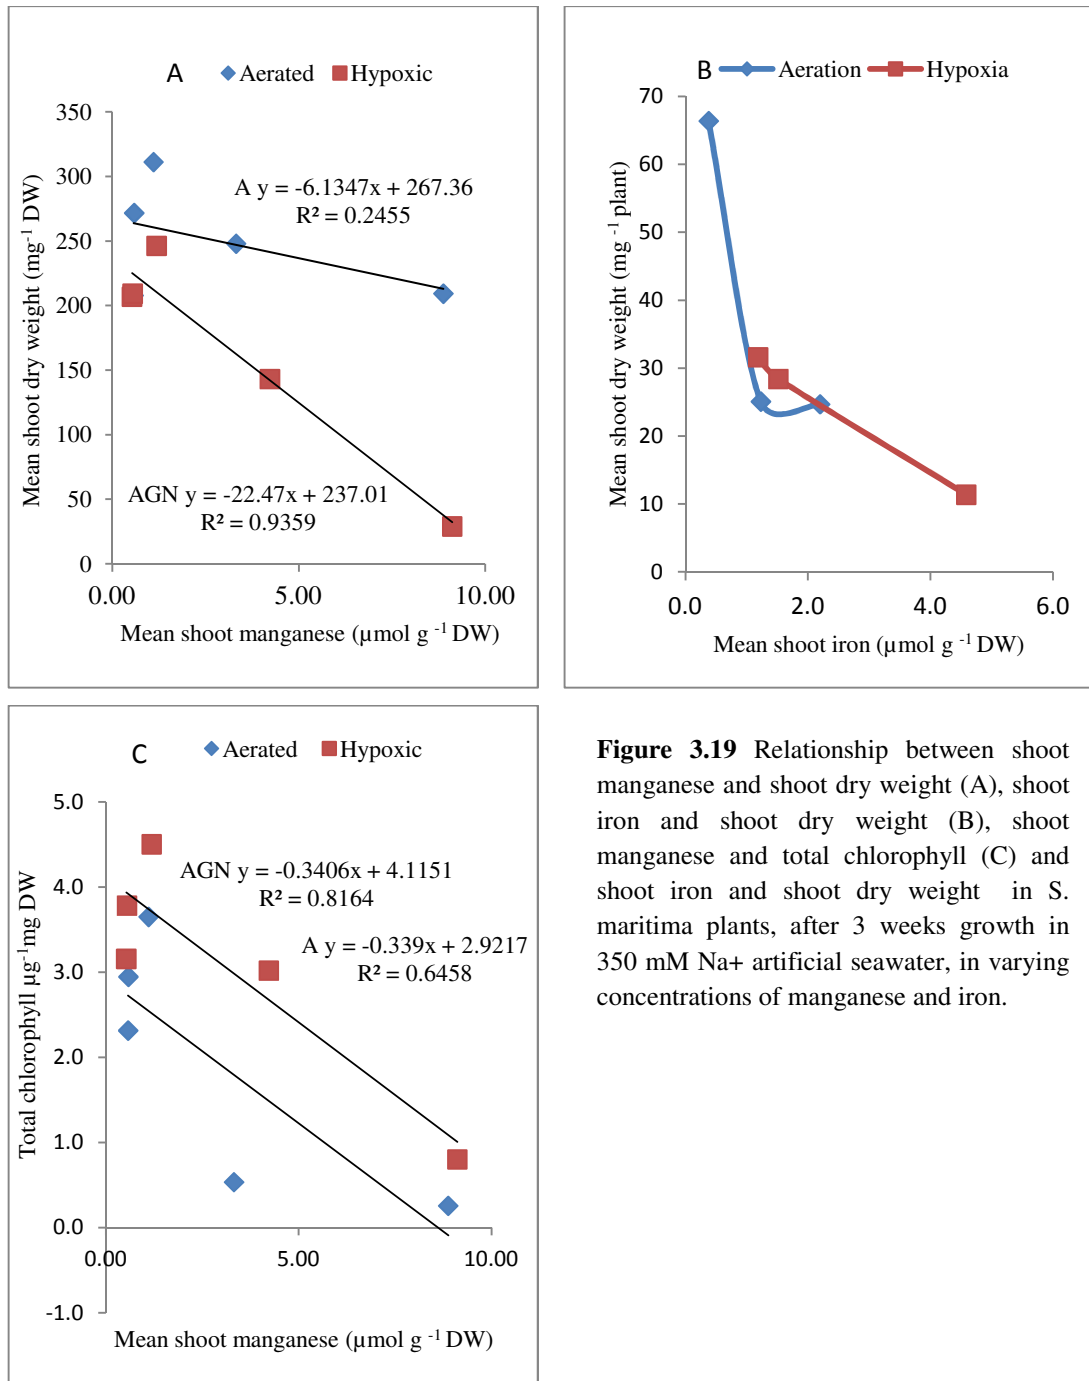 A Aerated Hypoxic
350
300
250
200
150
100
50
0
0.00 5.00 10.00
Mean shoot dry weight (mg⁻¹ DW)
A y = -6.1347x + 267.36
R² = 0.2455
AGN y = -22.47x + 237.01
R² = 0.9359
Mean shoot manganese (µmol g ⁻¹ DW)
B Aeration Hypoxia
70
60
50
40
30
20
10
0
0.0 2.0 4.0 6.0
Mean shoot dry weight (mg ⁻¹ plant)
Mean shoot iron (µmol g ⁻¹ DW)
C Aerated Hypoxic
5.0
4.0
3.0
2.0
1.0
0.0
-1.0
0.00 5.00 10.00
Total chlorophyll µg⁻¹mg DW
AGN y = -0.3406x + 4.1151
R² = 0.8164
A y = -0.339x + 2.9217
R² = 0.6458
Mean shoot manganese (µmol g ⁻¹ DW)
Figure 3.19 Relationship between shoot
manganese and shoot dry weight (A), shoot
iron and shoot dry weight (B), shoot
manganese and total chlorophyll (C) and
shoot iron and shoot dry weight in S.
maritima plants, after 3 weeks growth in
350 mM Na+ artificial seawater, in varying
concentrations of manganese and iron.